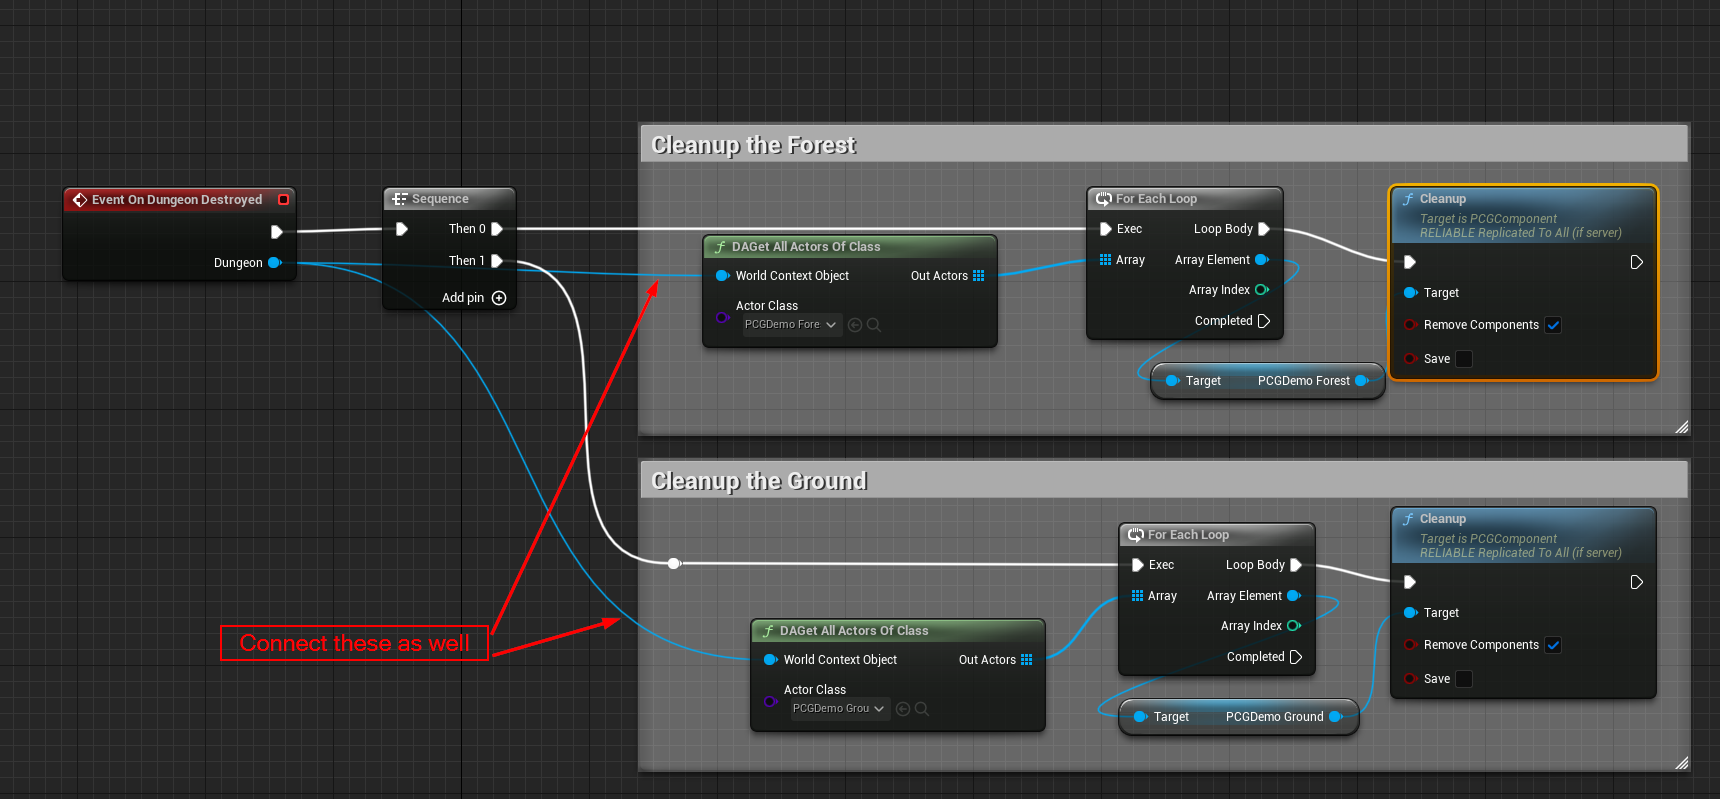 Cleanup the Forest
Event On Dungeon Destroyed
Dungeon
Sequence
Then 0
Then 1
Add pin
DAGet All Actors Of Class
World Context Object
Out Actors
Actor Class
PCGDemo Fore
For Each Loop
Exec
Loop Body
Array
Array Element
Array Index
Completed
Target
PCGDemo Forest
Cleanup
Target is PCGComponent
RELIABLE Replicated To All (if server)
Target
Remove Components
Save
Cleanup the Ground
Connect these as well
DAGet All Actors Of Class
World Context Object
Out Actors
Actor Class
PCGDemo Grou
For Each Loop
Exec
Loop Body
Array
Array Element
Array Index
Completed
Target
PCGDemo Ground
Cleanup
Target is PCGComponent
RELIABLE Replicated To All (if server)
Target
Remove Components
Save